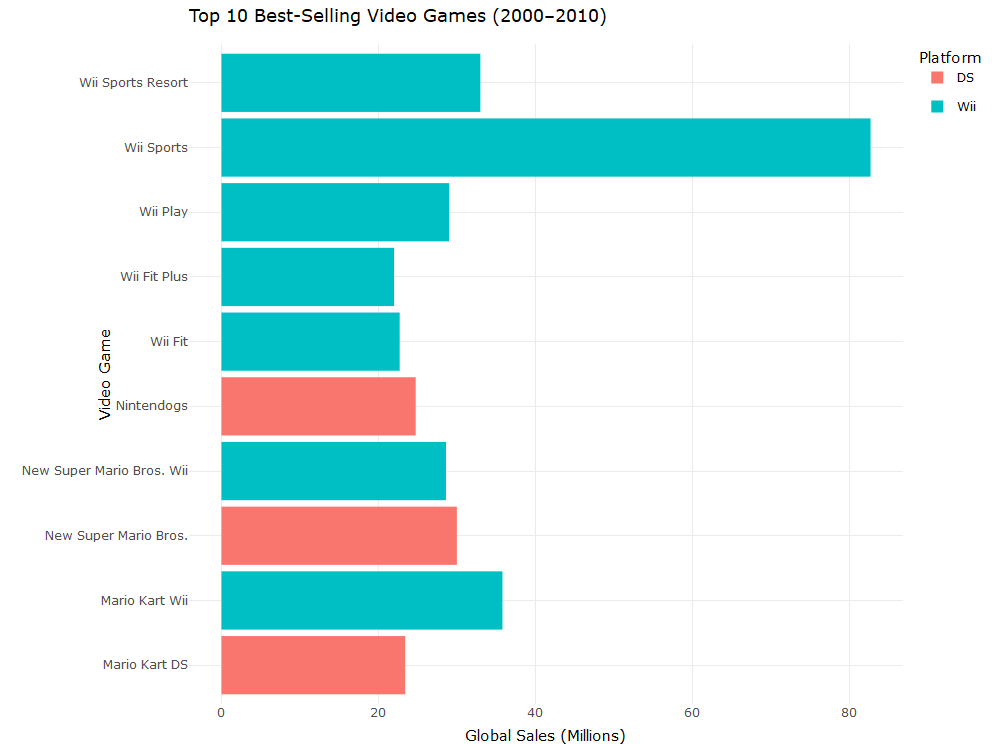 Top 10 Best-Selling Video Games (2000–2010)
Platform
DS
Wii
Video Game
Wii Sports Resort
Wii Sports
Wii Play
Wii Fit Plus
Wii Fit
Nintendogs
New Super Mario Bros. Wii
New Super Mario Bros.
Mario Kart Wii
Mario Kart DS
0 20 40 60 80
Global Sales (Millions)